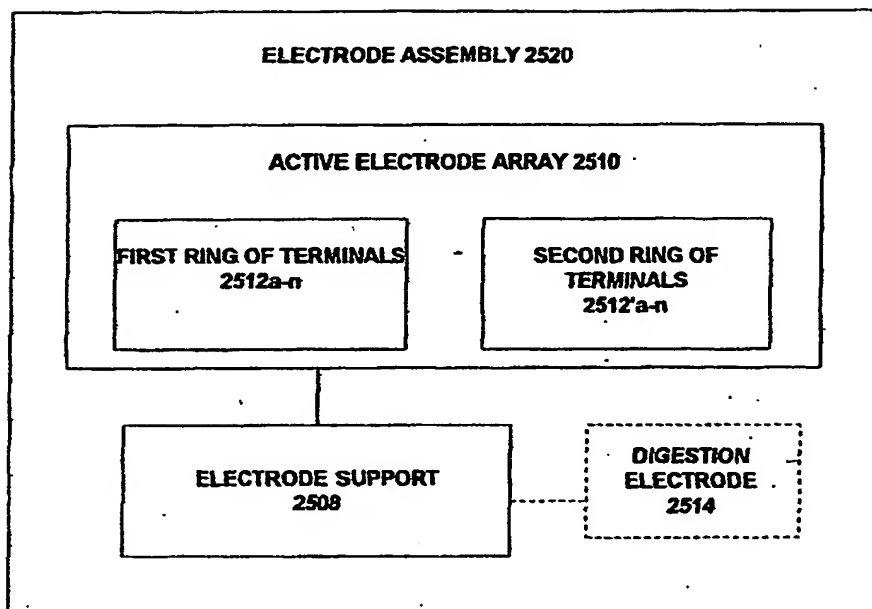 ELECTRODE ASSEMBLY 2520
ACTIVE ELECTRODE ARRAY 2510
FIRST RING OF TERMINALS
2512a-n
SECOND RING OF
TERMINALS
2512'a-n
ELECTRODE SUPPORT
2508
DIGESTION
ELECTRODE
2514